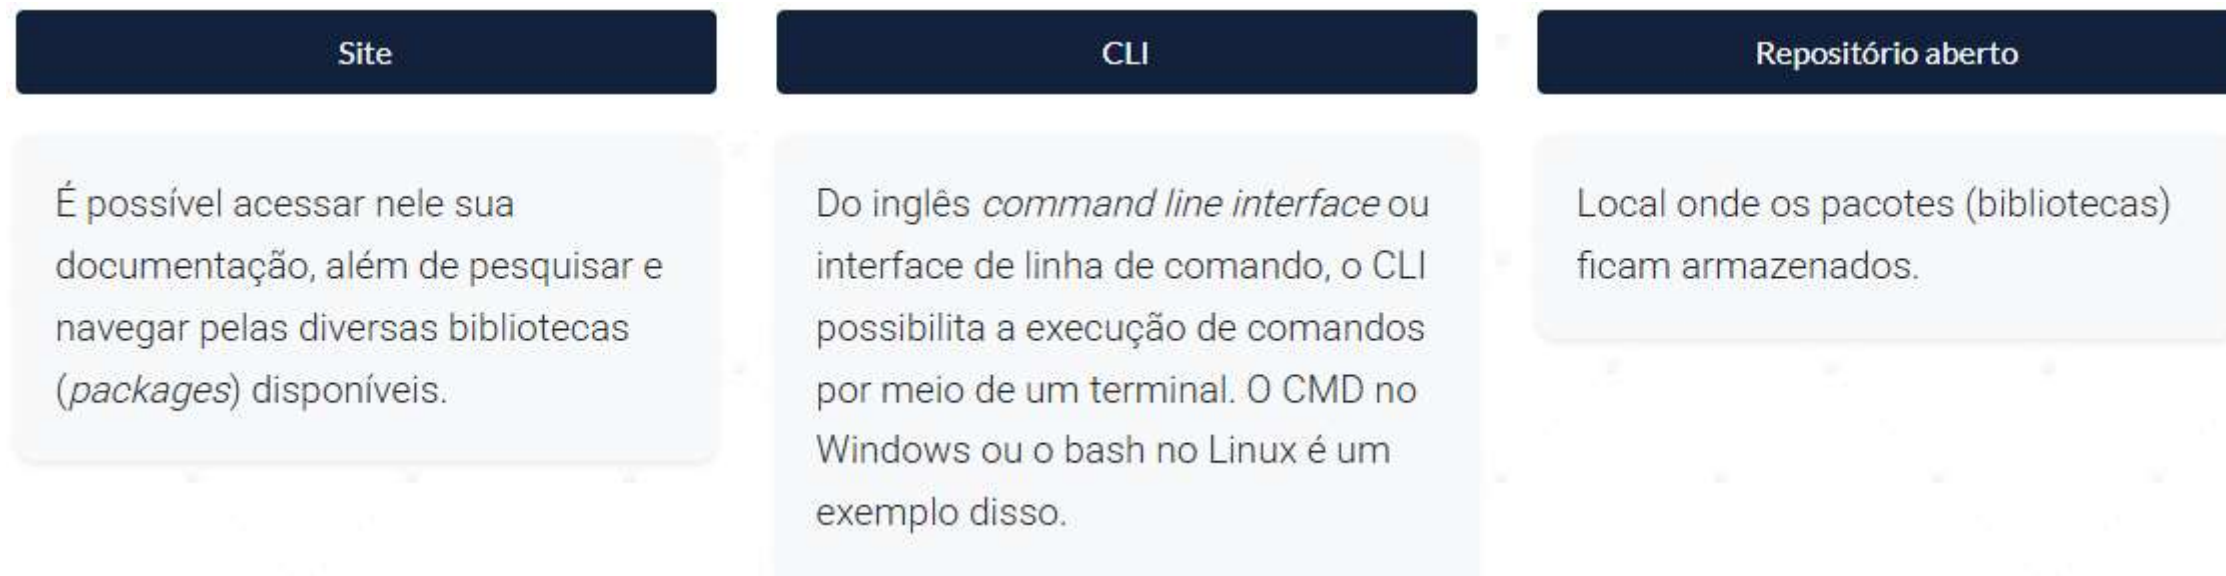 Site
É possível acessar nele sua
documentação, além de pesquisar e
navegar pelas diversas bibliotecas
(packages) disponíveis.
CLI
Do inglês command line interface ou
interface de linha de comando, o CLI
possibilita a execução de comandos
por meio de um terminal. O CMD no
Windows ou o bash no Linux é um
exemplo disso.
Repositório aberto
Local onde os pacotes (bibliotecas)
ficam armazenados.